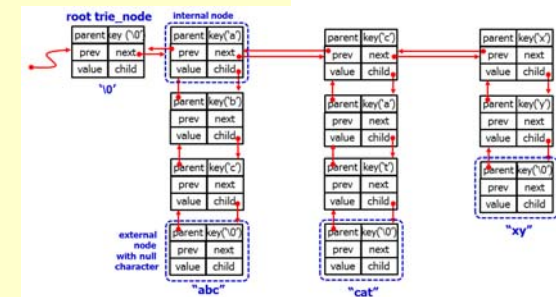 root trie_node
internal node
parent key ('\0')
prev next
value child
'\0'
parent key('a')
prev next
value child
parent key('c')
prev next
value child
parent key('x')
prev next
value child
parent key('b')
prev next
value child
parent key('a')
prev next
value child
parent key('y')
prev next
value child
parent key('c')
prev next
value child
parent key('t')
prev next
value child
parent key('\0')
prev next
value child
"xy"
external
node
with null
character
parent key('\0')
prev next
value child
"abc"
parent key('\0')
prev next
value child
"cat"